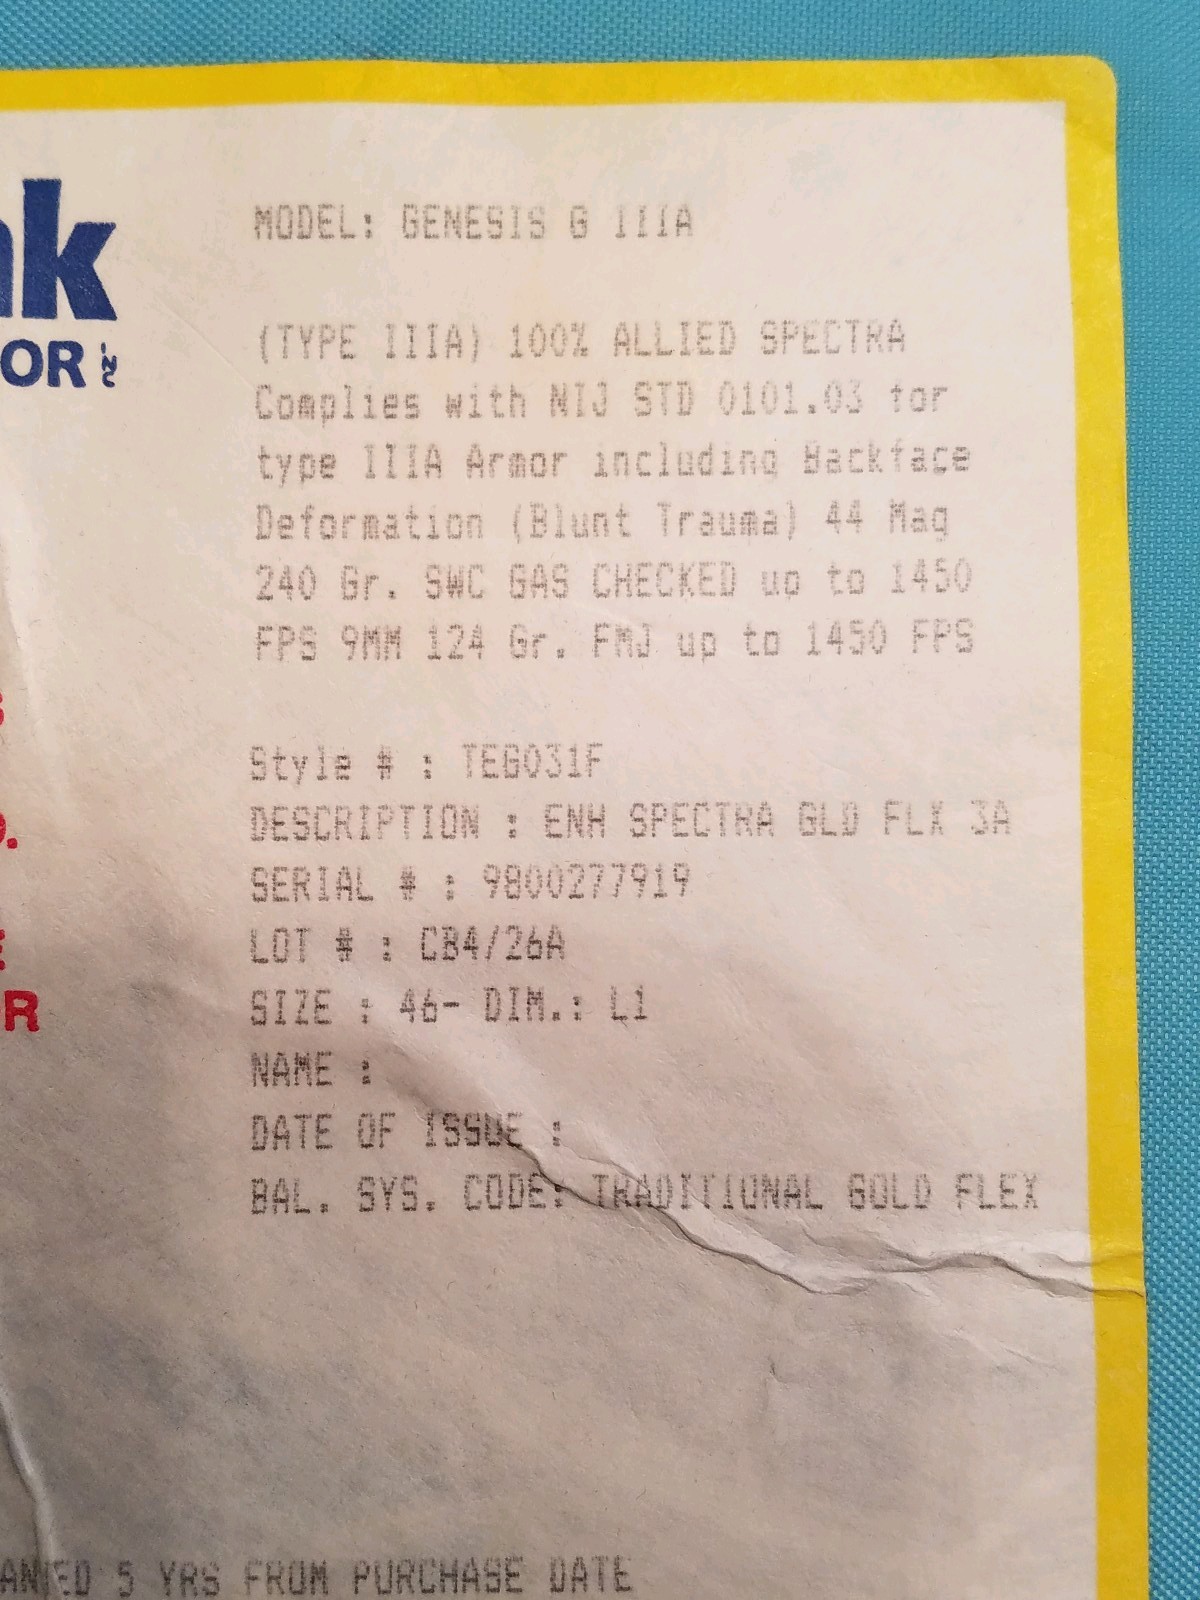 nk
OR INC
MODEL: GENESIS G IIIA
(TYPE IIIA) 100% ALLIED SPECTRA
Complies with NIJ STD 0101.03 for
type IIIA Armor including Backface
Deformation (Blunt Trauma) 44 Mag
240 Gr. SWC GAS CHECKED up to 1450
FPS 9MM 124 Gr. FMJ up to 1450 FPS
S
Style # : TEG031F
D.
DESCRIPTION : ENH SPECTRA GLD FLX 3A
SERIAL # : 9800277919
E
LOT # : CB4/26A
R
SIZE : 46- DIM.: L1
NAME :
DATE OF ISSUE :
BAL. SYS. CODE: TRADITIONAL GOLD FLEX
ANTED 5 YRS FROM PURCHASE DATE